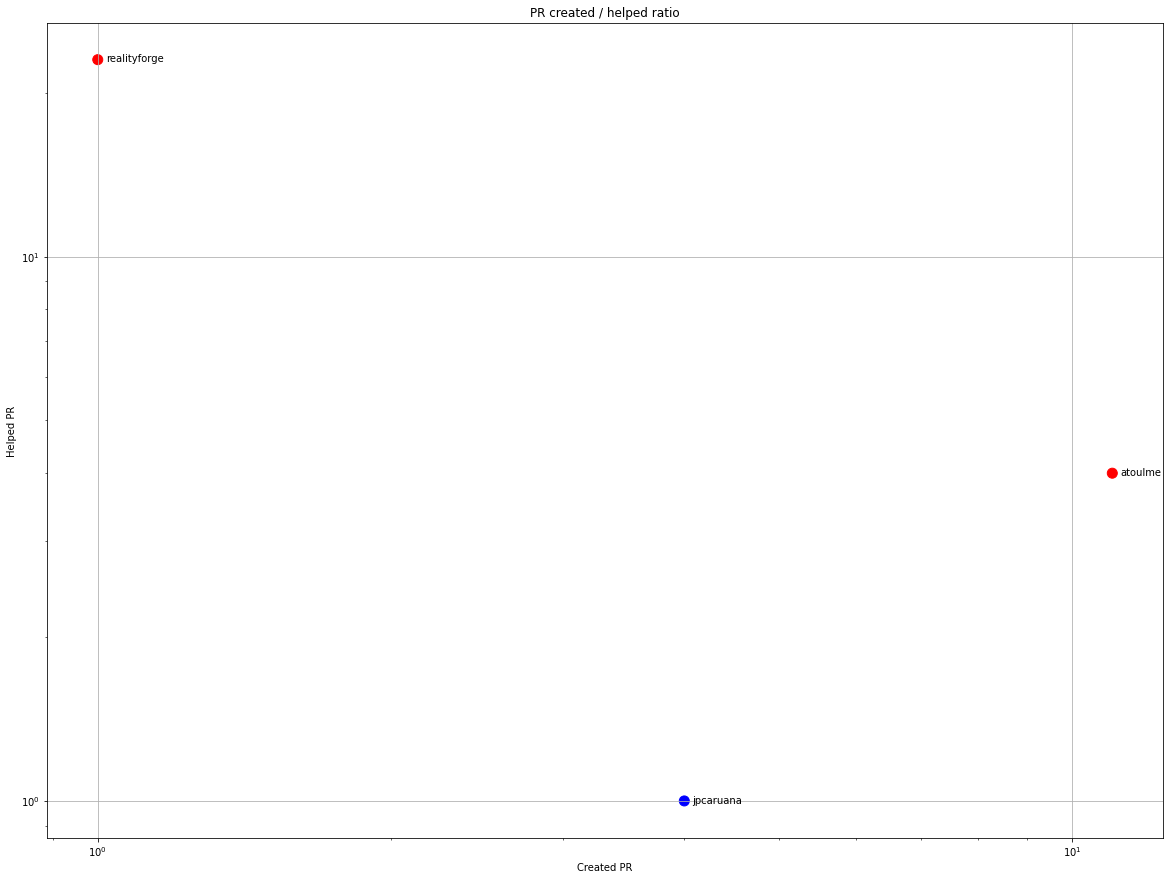 PR created / helped ratio
realityforge
10¹
Helped PR
atoulme
10⁰
jpcaruana
10⁰ 10¹
Created PR